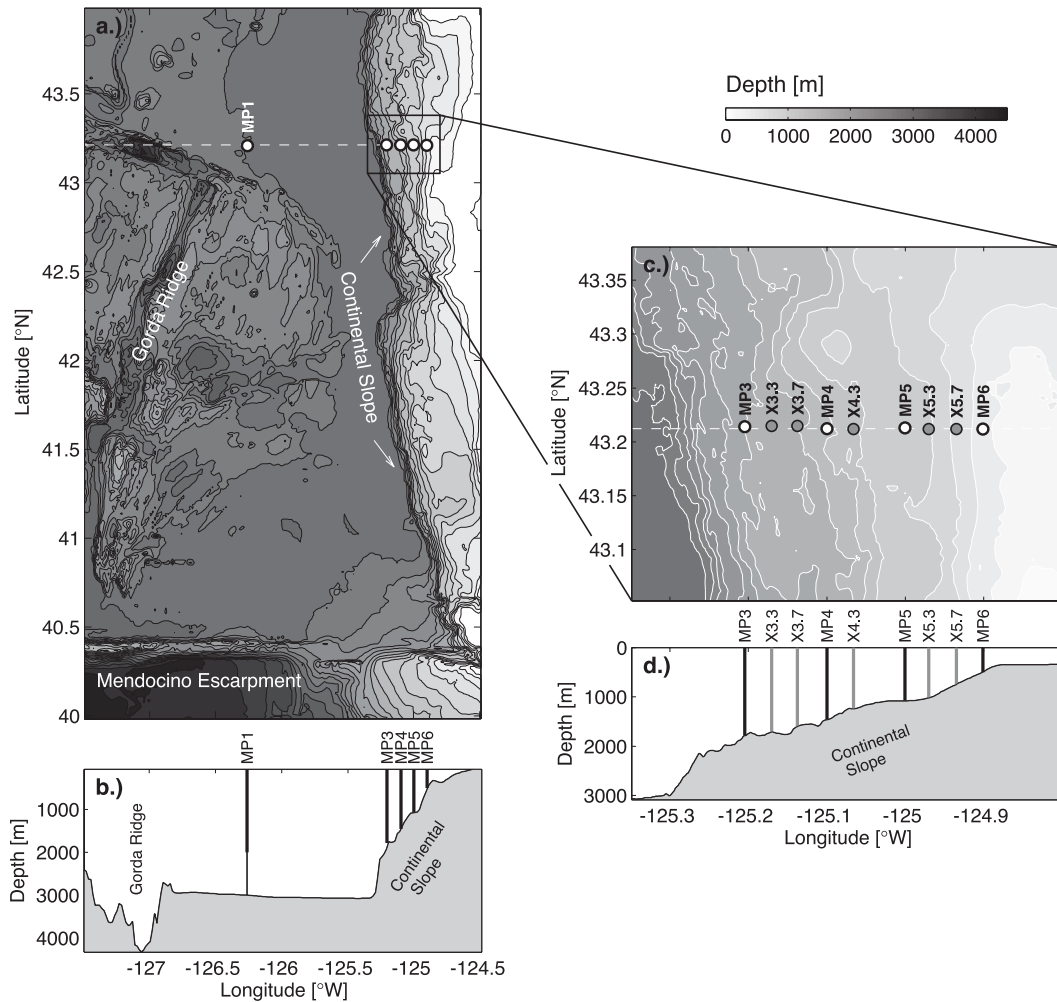 a.)
43.5
43
42.5
42
41.5
41
40.5
40
Latitude [°N]
MP1
Gorda Ridge
Continental Slope
Mendocino Escarpment
Depth [m]
0 1000 2000 3000 4000
c.)
43.35
43.3
43.25
43.2
43.15
43.1
Latitude [°N]
MP3 X3.3 X3.7 MP4 X4.3 MP5 X5.3 X5.7 MP6
MP3 X3.3 X3.7 MP4 X4.3 MP5 X5.3 X5.7 MP6
d.)
0
1000
2000
3000
Depth [m]
Continental
Slope
-125.3 -125.2 -125.1 -125 -124.9
Longitude [°W]
MP1 MP3 MP4 MP5 MP6
b.)
1000
2000
3000
4000
Depth [m]
Gorda Ridge
Continental
Slope
-127 -126.5 -126 -125.5 -125 -124.5
Longitude [°W]